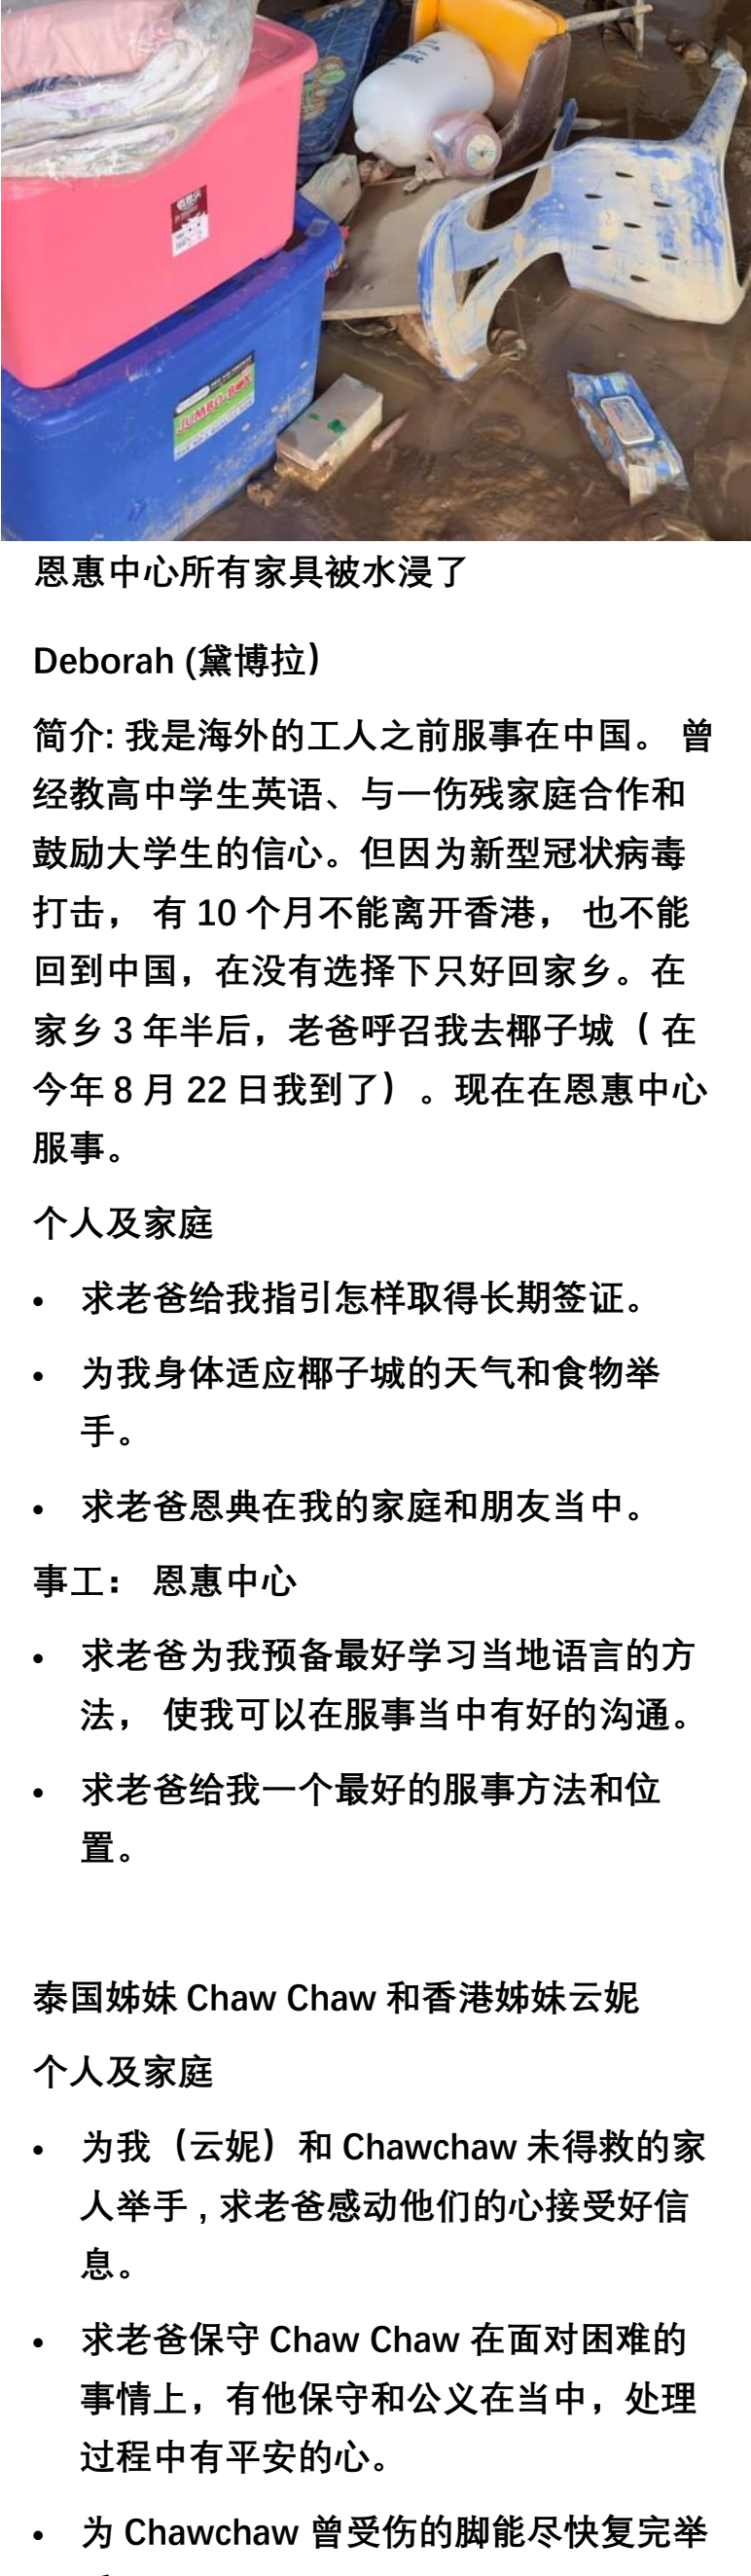 JUMBO BOX
恩惠中心所有家具被水浸了
Deborah (黛博拉）
简介: 我是海外的工人之前服事在中国。 曾
经教高中学生英语、与一伤残家庭合作和
鼓励大学生的信心。但因为新型冠状病毒
打击， 有 10 个月不能离开香港， 也不能
回到中国，在没有选择下只好回家乡。在
家乡 3 年半后，老爸呼召我去椰子城（ 在
今年 8 月 22 日我到了）。现在在恩惠中心
服事。
个人及家庭
• 求老爸给我指引怎样取得长期签证。
• 为我身体适应椰子城的天气和食物举
手。
• 求老爸恩典在我的家庭和朋友当中。
事工： 恩惠中心
• 求老爸为我预备最好学习当地语言的方
法， 使我可以在服事当中有好的沟通。
• 求老爸给我一个最好的服事方法和位
置。
泰国姊妹 Chaw Chaw 和香港姊妹云妮
个人及家庭
• 为我（云妮）和 Chawchaw 未得救的家
人举手 , 求老爸感动他们的心接受好信
息。
• 求老爸保守 Chaw Chaw 在面对困难的
事情上，有他保守和公义在当中，处理
过程中有平安的心。
• 为 Chawchaw 曾受伤的脚能尽快复完举